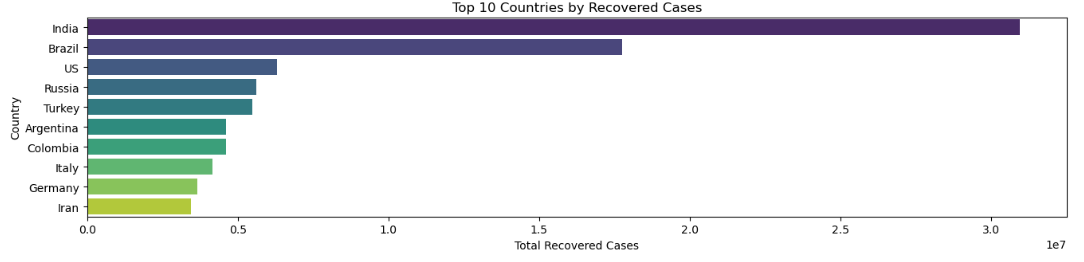 Top 10 Countries by Recovered Cases
Country
India
Brazil
US
Russia
Turkey
Argentina
Colombia
Italy
Germany
Iran
0.0 0.5 1.0 1.5 2.0 2.5 3.0
1e7
Total Recovered Cases